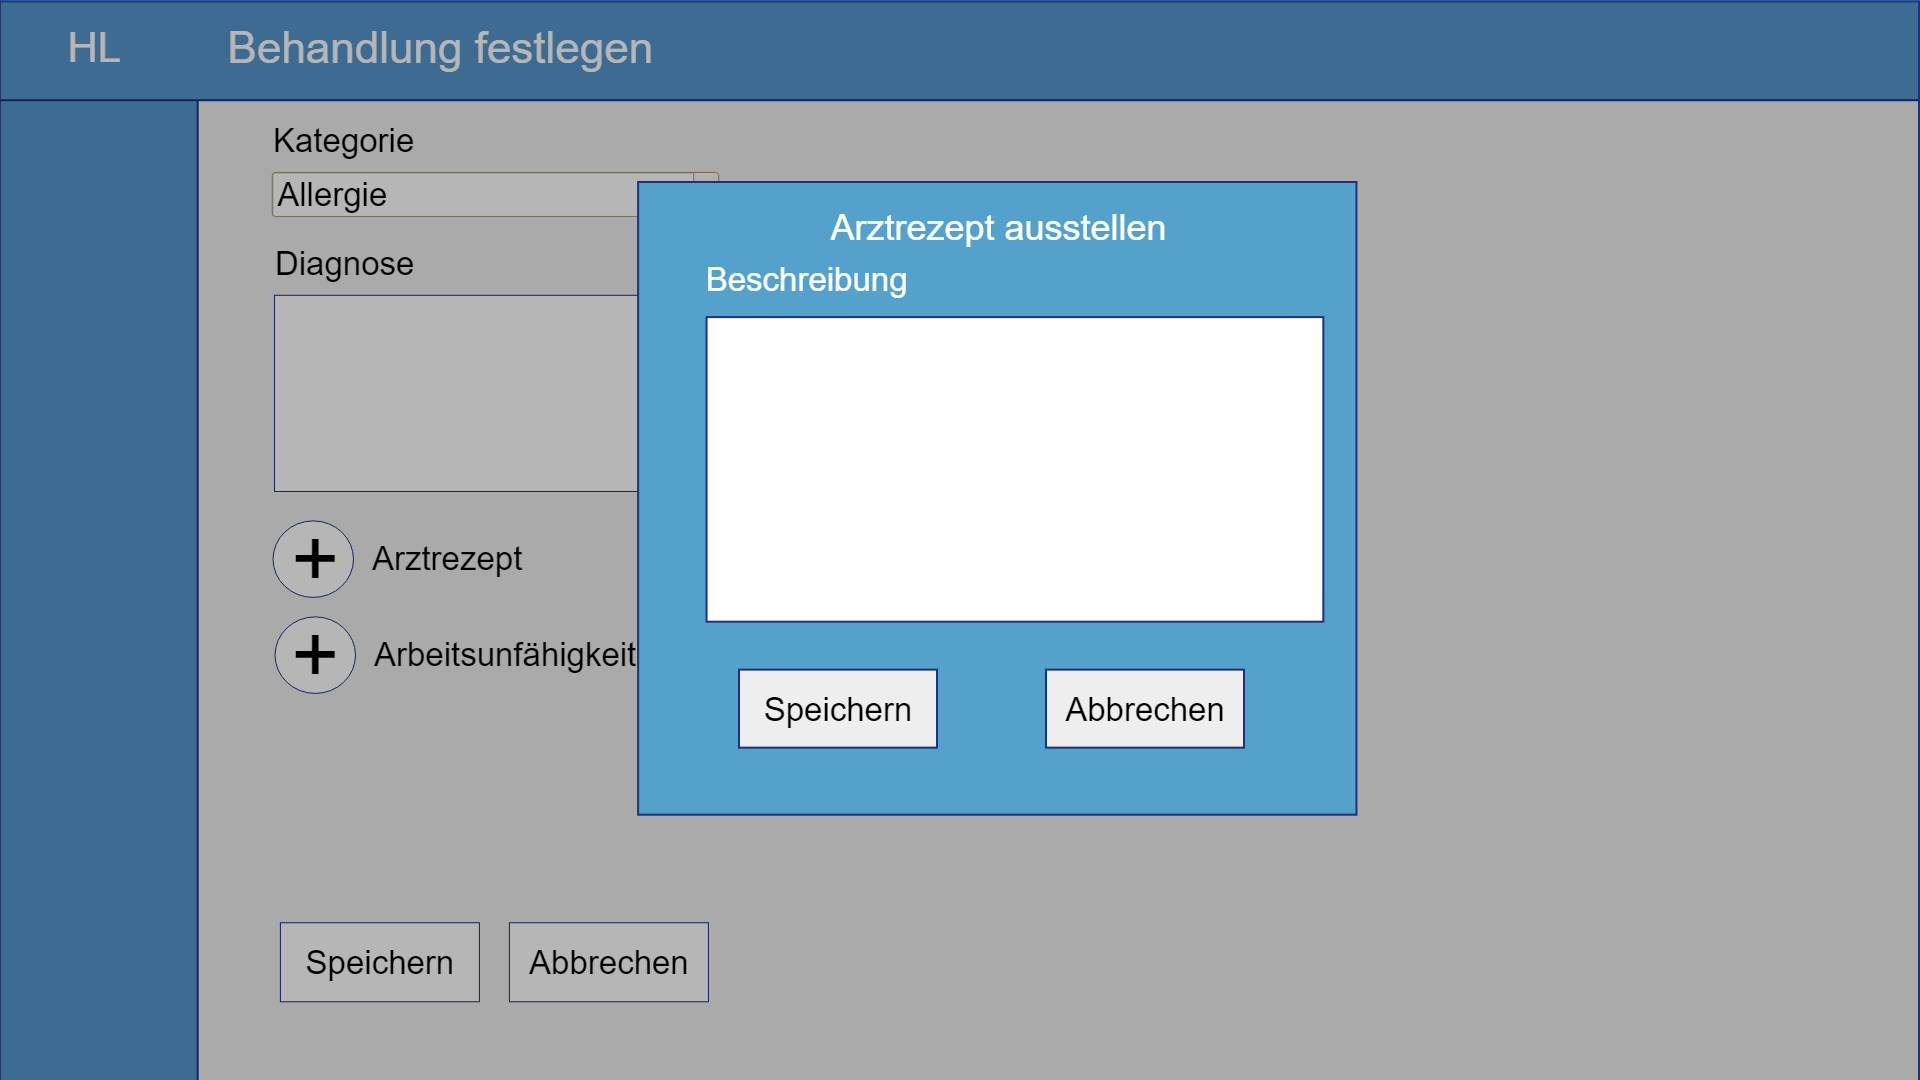 HL
Behandlung festlegen
Kategorie
Allergie
Diagnose
Arztrezept
Arbeitsunfähigkeit
Speichern
Abbrechen
Arztrezept ausstellen
Beschreibung
Speichern
Abbrechen